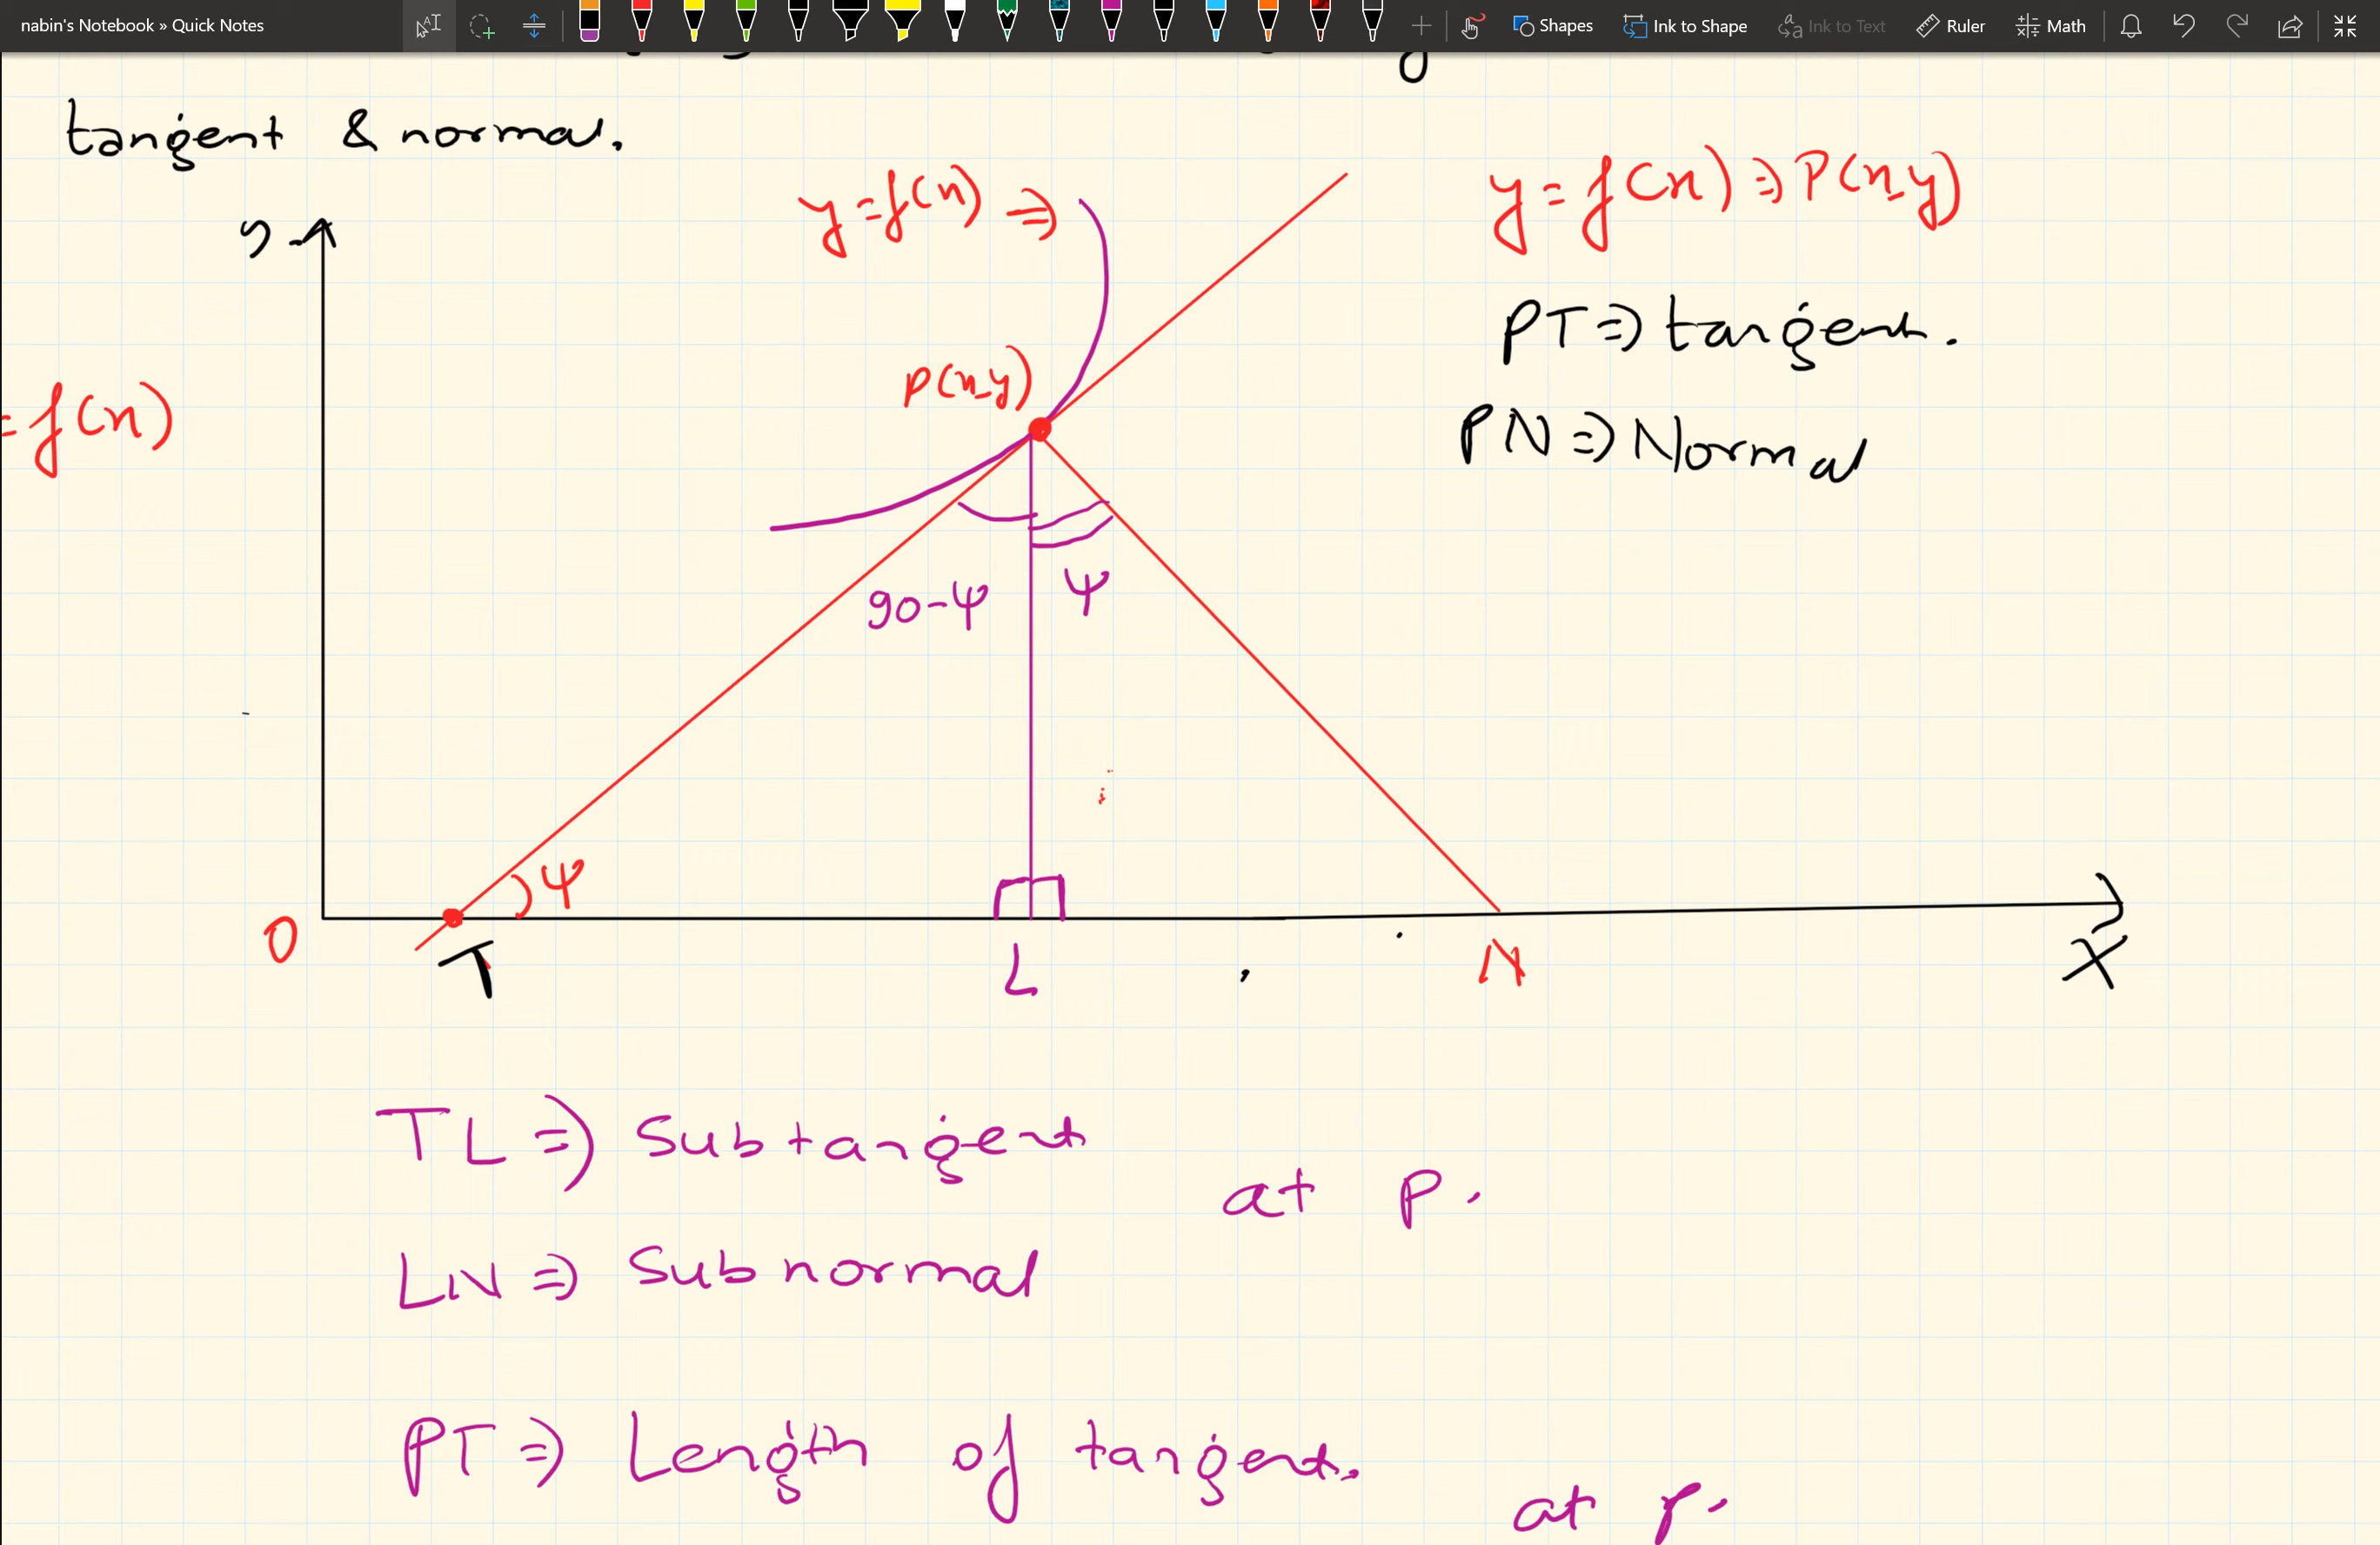 nabin's Notebook » Quick Notes
Shapes Ink to Shape Ink to Text Ruler Math
tangent & normal.
y
y=f(x) ⇒
y=f(x) ⇒ P(x,y)
PT ⇒ tangent.
P(x,y)
=f(x)
PN ⇒ Normal
90-ψ ψ
ψ
O T L N X
TL ⇒ Subtangent
at P.
LN ⇒ Subnormal
PT ⇒ Length of tangent.
at P.